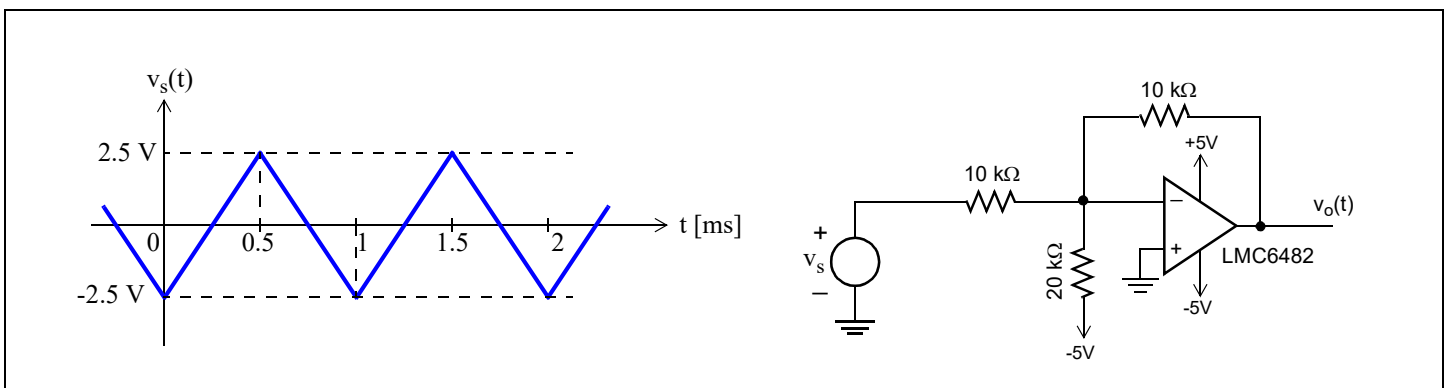 vs(t)
2.5 V
-2.5 V
0
0.5
1
1.5
2
t [ms]
10 kΩ
+5V
10 kΩ
vo(t)
+
vs
–
–
+
LMC6482
20 kΩ
-5V
-5V